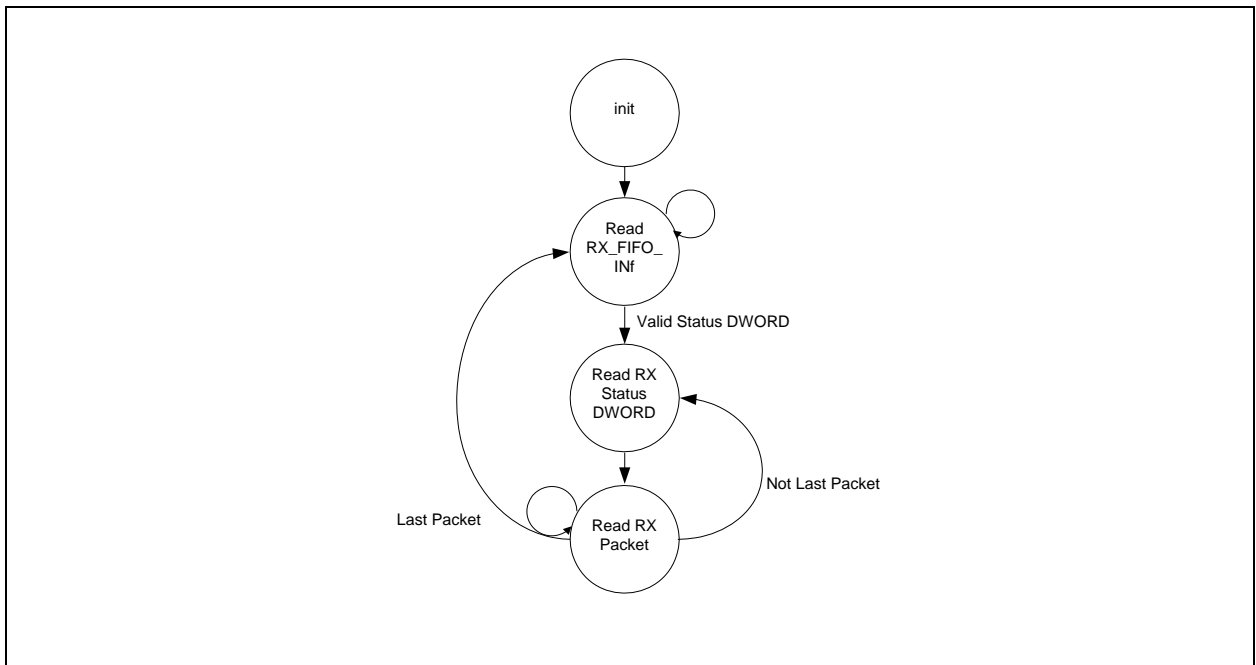 init
Read
RX_FIFO_
INf
Valid Status DWORD
Read RX
Status
DWORD
Not Last Packet
Last Packet
Read RX
Packet